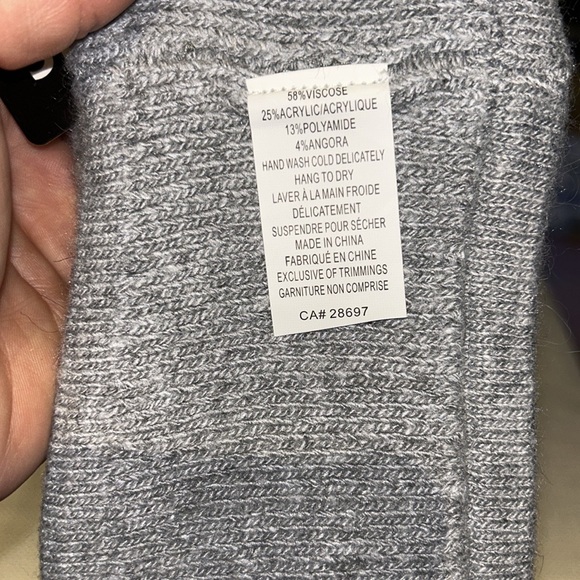 58%VISCOSE
25%ACRYLIC/ACRYLIQUE
13%POLYAMIDE
4%ANGORA
HAND WASH COLD DELICATELY
HANG TO DRY
LAVER À LA MAIN FROIDE
DÉLICATEMENT
SUSPENDRE POUR SÉCHER
MADE IN CHINA
FABRIQUÉ EN CHINE
EXCLUSIVE OF TRIMMINGS
GARNITURE NON COMPRISE
CA# 28697